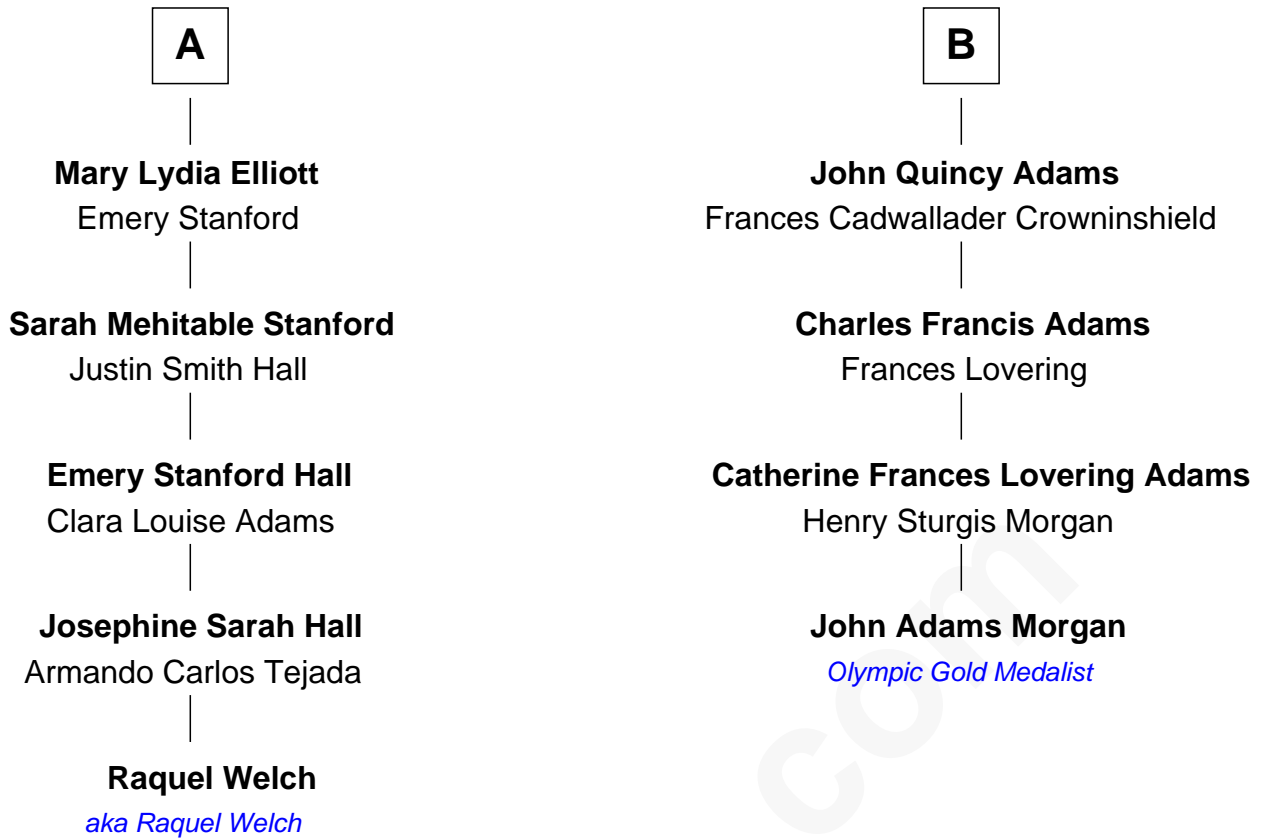 A
Mary Lydia Elliott
Emery Stanford
Sarah Mehitable Stanford
Justin Smith Hall
Emery Stanford Hall
Clara Louise Adams
Josephine Sarah Hall
Armando Carlos Tejada
Raquel Welch
aka Raquel Welch
B
John Quincy Adams
Frances Cadwallader Crowninshield
Charles Francis Adams
Frances Lovering
Catherine Frances Lovering Adams
Henry Sturgis Morgan
John Adams Morgan
Olympic Gold Medalist
com